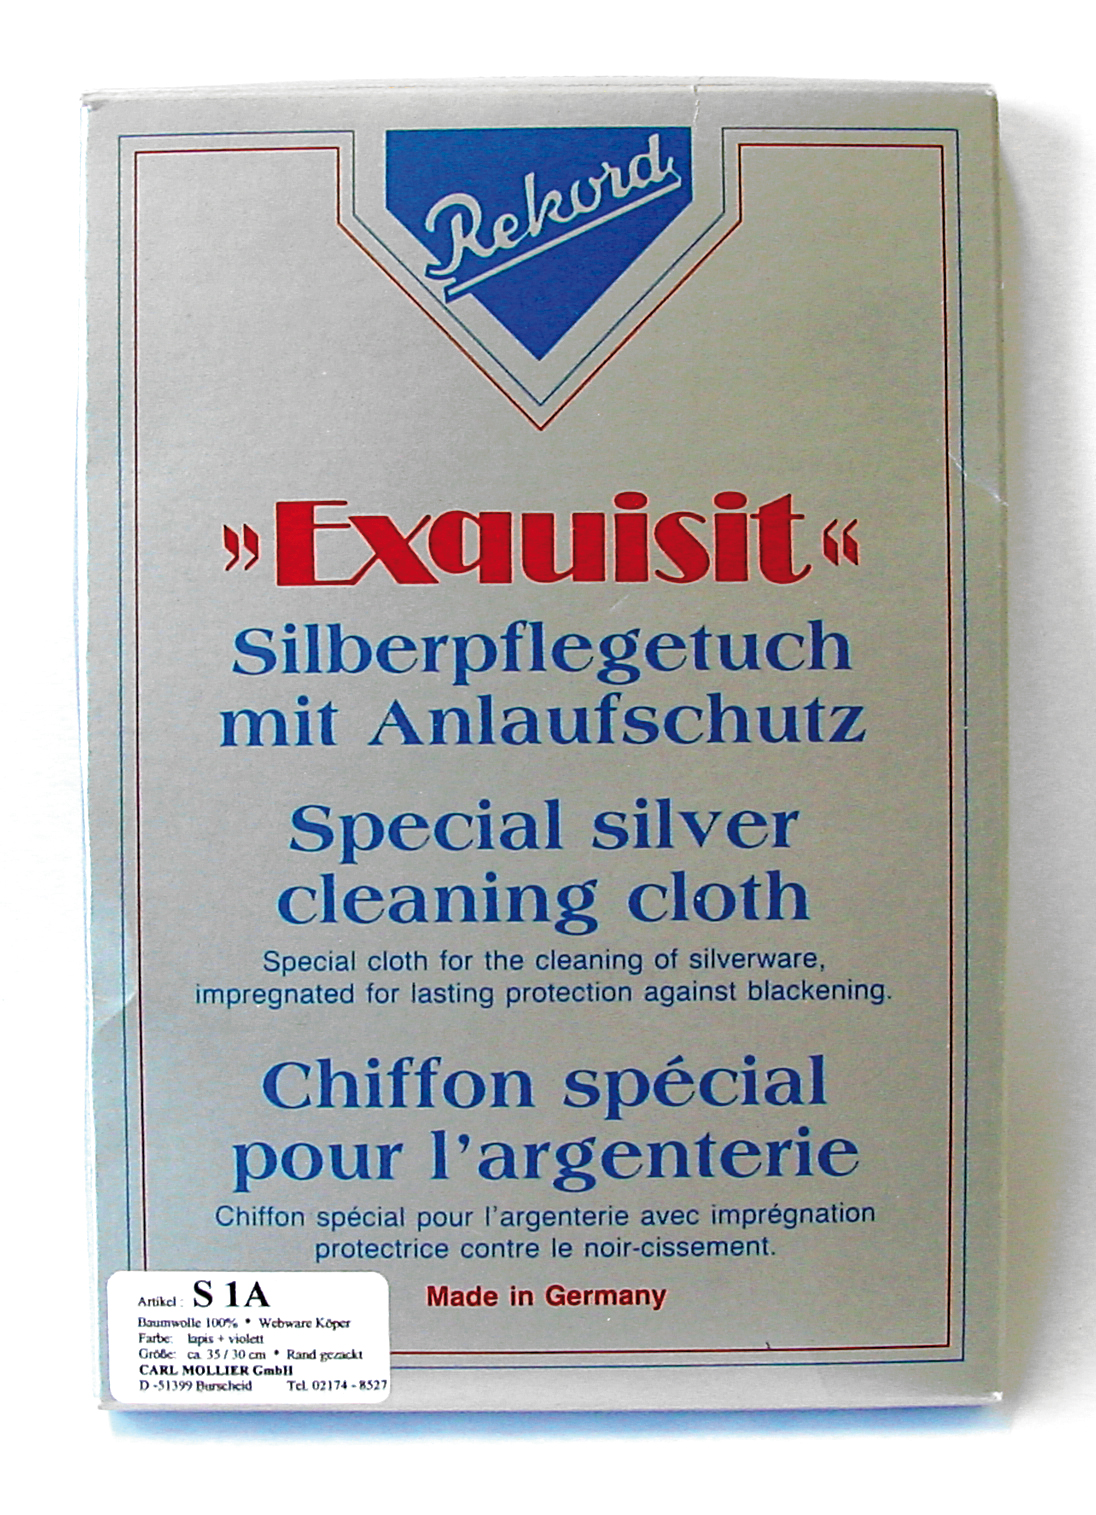 Rekord
»Exquisit«
Silberpflegetuch
mit Anlaufschutz
Special silver
cleaning cloth
Special cloth for the cleaning of silverware,
impregnated for lasting protection against blackening.
Chiffon spécial
pour l'argenterie
Chiffon spécial pour l'argenterie avec imprégnation
protectrice contre le noir-cissement.
Made in Germany
Artikel: S 1A
Baumwolle 100% * Webware Köper
Farbe: lapis + violett
Größe: ca. 35 / 30 cm * Rand gezackt
CARL MOLLIER GmbH
D -51399 Burscheid Tel. 02174 - 8527